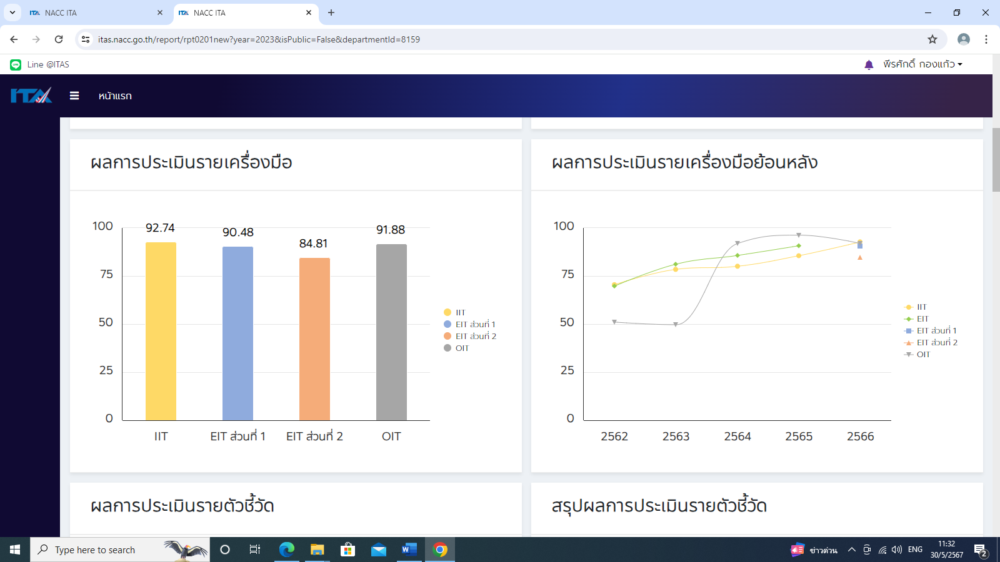 NACC ITA
NACC ITA
itas.nacc.go.th/report/rpt0201new?year=2023&isPublic=False&departmentId=8159
Line @ITAS
พีรศักดิ์ กองแก้ว
ITA
หน้าแรก
ผลการประเมินรายเครื่องมือ
100
75
50
25
0
92.74
90.48
84.81
91.88
IIT
EIT ส่วนที่ 1
EIT ส่วนที่ 2
OIT
IIT
EIT ส่วนที่ 1
EIT ส่วนที่ 2
OIT
ผลการประเมินรายเครื่องมือย้อนหลัง
100
75
50
25
0
2562
2563
2564
2565
2566
IIT
EIT
EIT ส่วนที่ 1
EIT ส่วนที่ 2
OIT
ผลการประเมินรายตัวชี้วัด
สรุปผลการประเมินรายตัวชี้วัด
Type here to search
ข่าวด่วน
ENG
11:32
30/5/2567
2